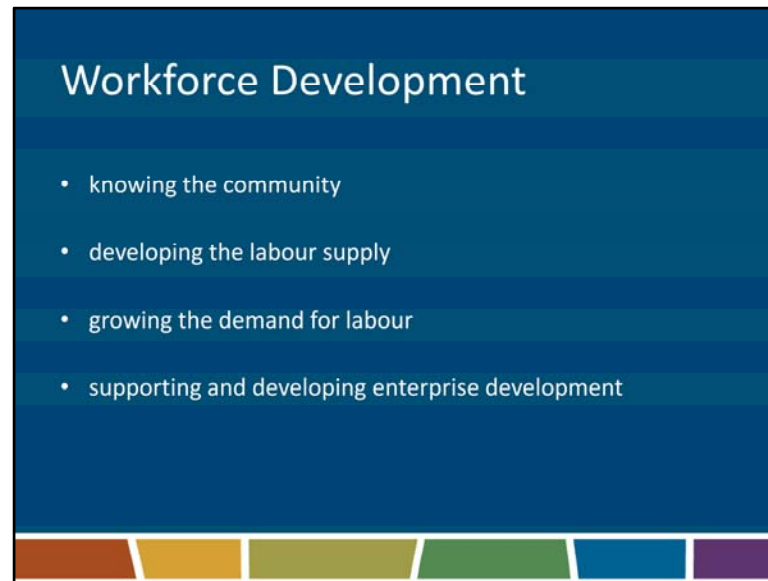 Workforce Development
• knowing the community
• developing the labour supply
• growing the demand for labour
• supporting and developing enterprise development